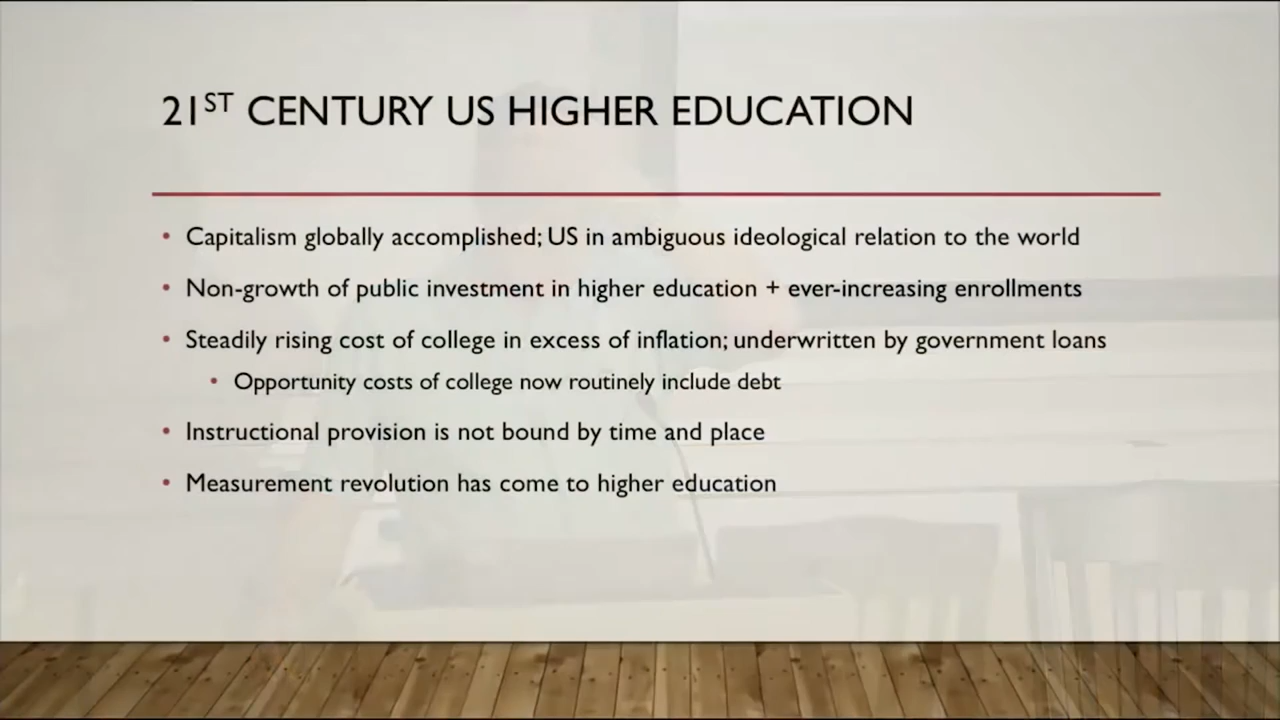 21ST CENTURY US HIGHER EDUCATION
• Capitalism globally accomplished; US in ambiguous ideological relation to the world
• Non-growth of public investment in higher education + ever-increasing enrollments
• Steadily rising cost of college in excess of inflation; underwritten by government loans
• Opportunity costs of college now routinely include debt
• Instructional provision is not bound by time and place
• Measurement revolution has come to higher education